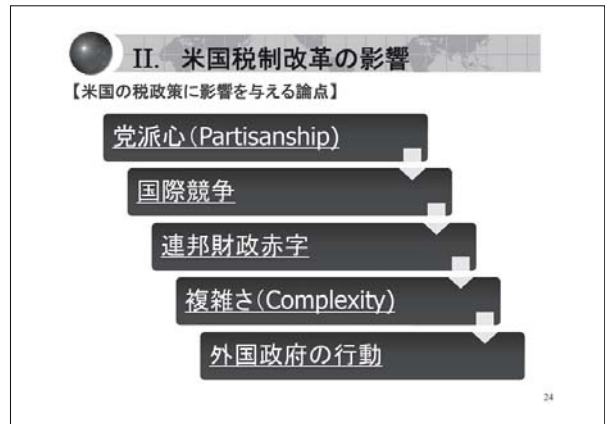 II. 米国税制改革の影響
【米国の税政策に影響を与える論点】
党派心(Partisanship)
国際競争
連邦財政赤字
複雑さ(Complexity)
外国政府の行動
24